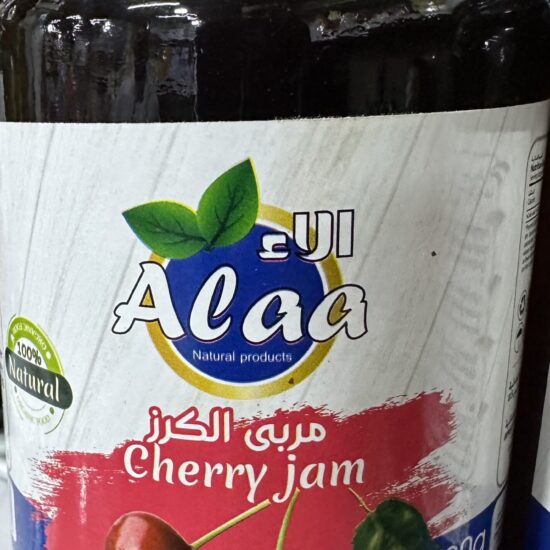 الاء
Alaa
Natural products
100%
Natural
مربى الكرز
Cherry jam